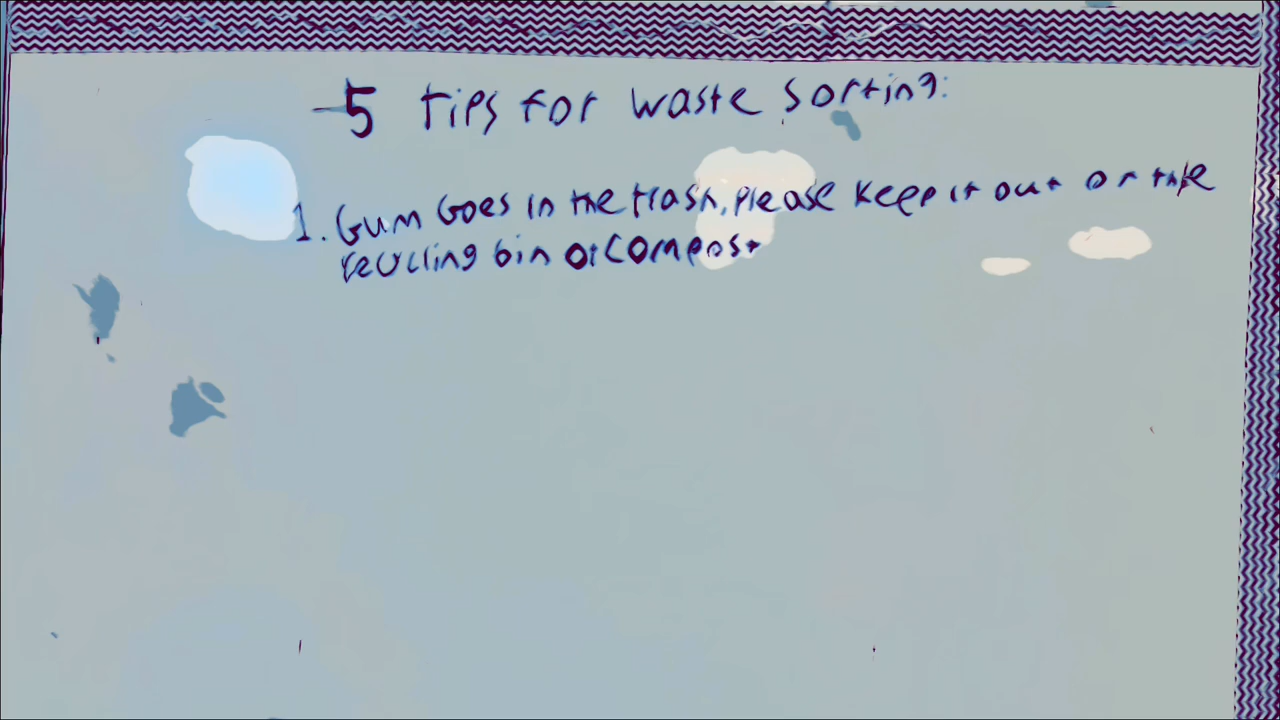 5 tips for waste sorting:
1. Gum Goes in the trash, Please keep it out of the
recycling bin or compost